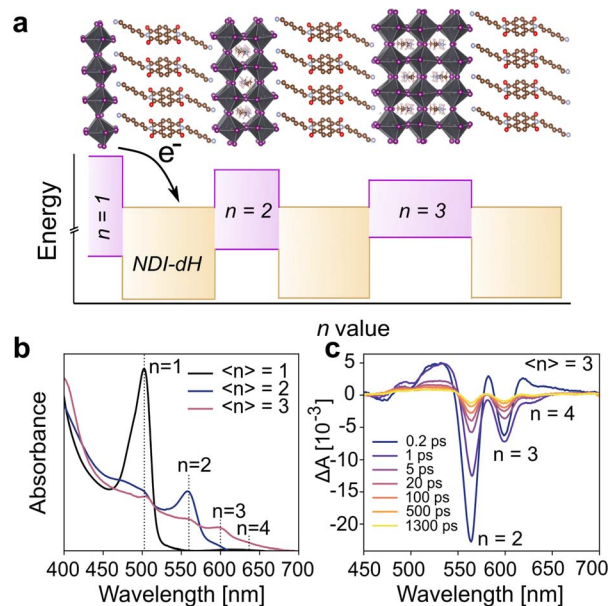 a
e-
Energy
n = 1
NDI-dH
n = 2
n = 3
n value
b
c
Absorbance
n=1
<n> = 1
<n> = 2
<n> = 3
n=2
n=3
n=4
400 450 500 550 600 650 700
Wavelength [nm]
ΔA [10⁻³]
5
0
-5
-10
-15
-20
<n> = 3
n = 4
n = 3
0.2 ps
1 ps
5 ps
20 ps
100 ps
500 ps
1300 ps
n = 2
400 450 500 550 600 650 700
Wavelength [nm]